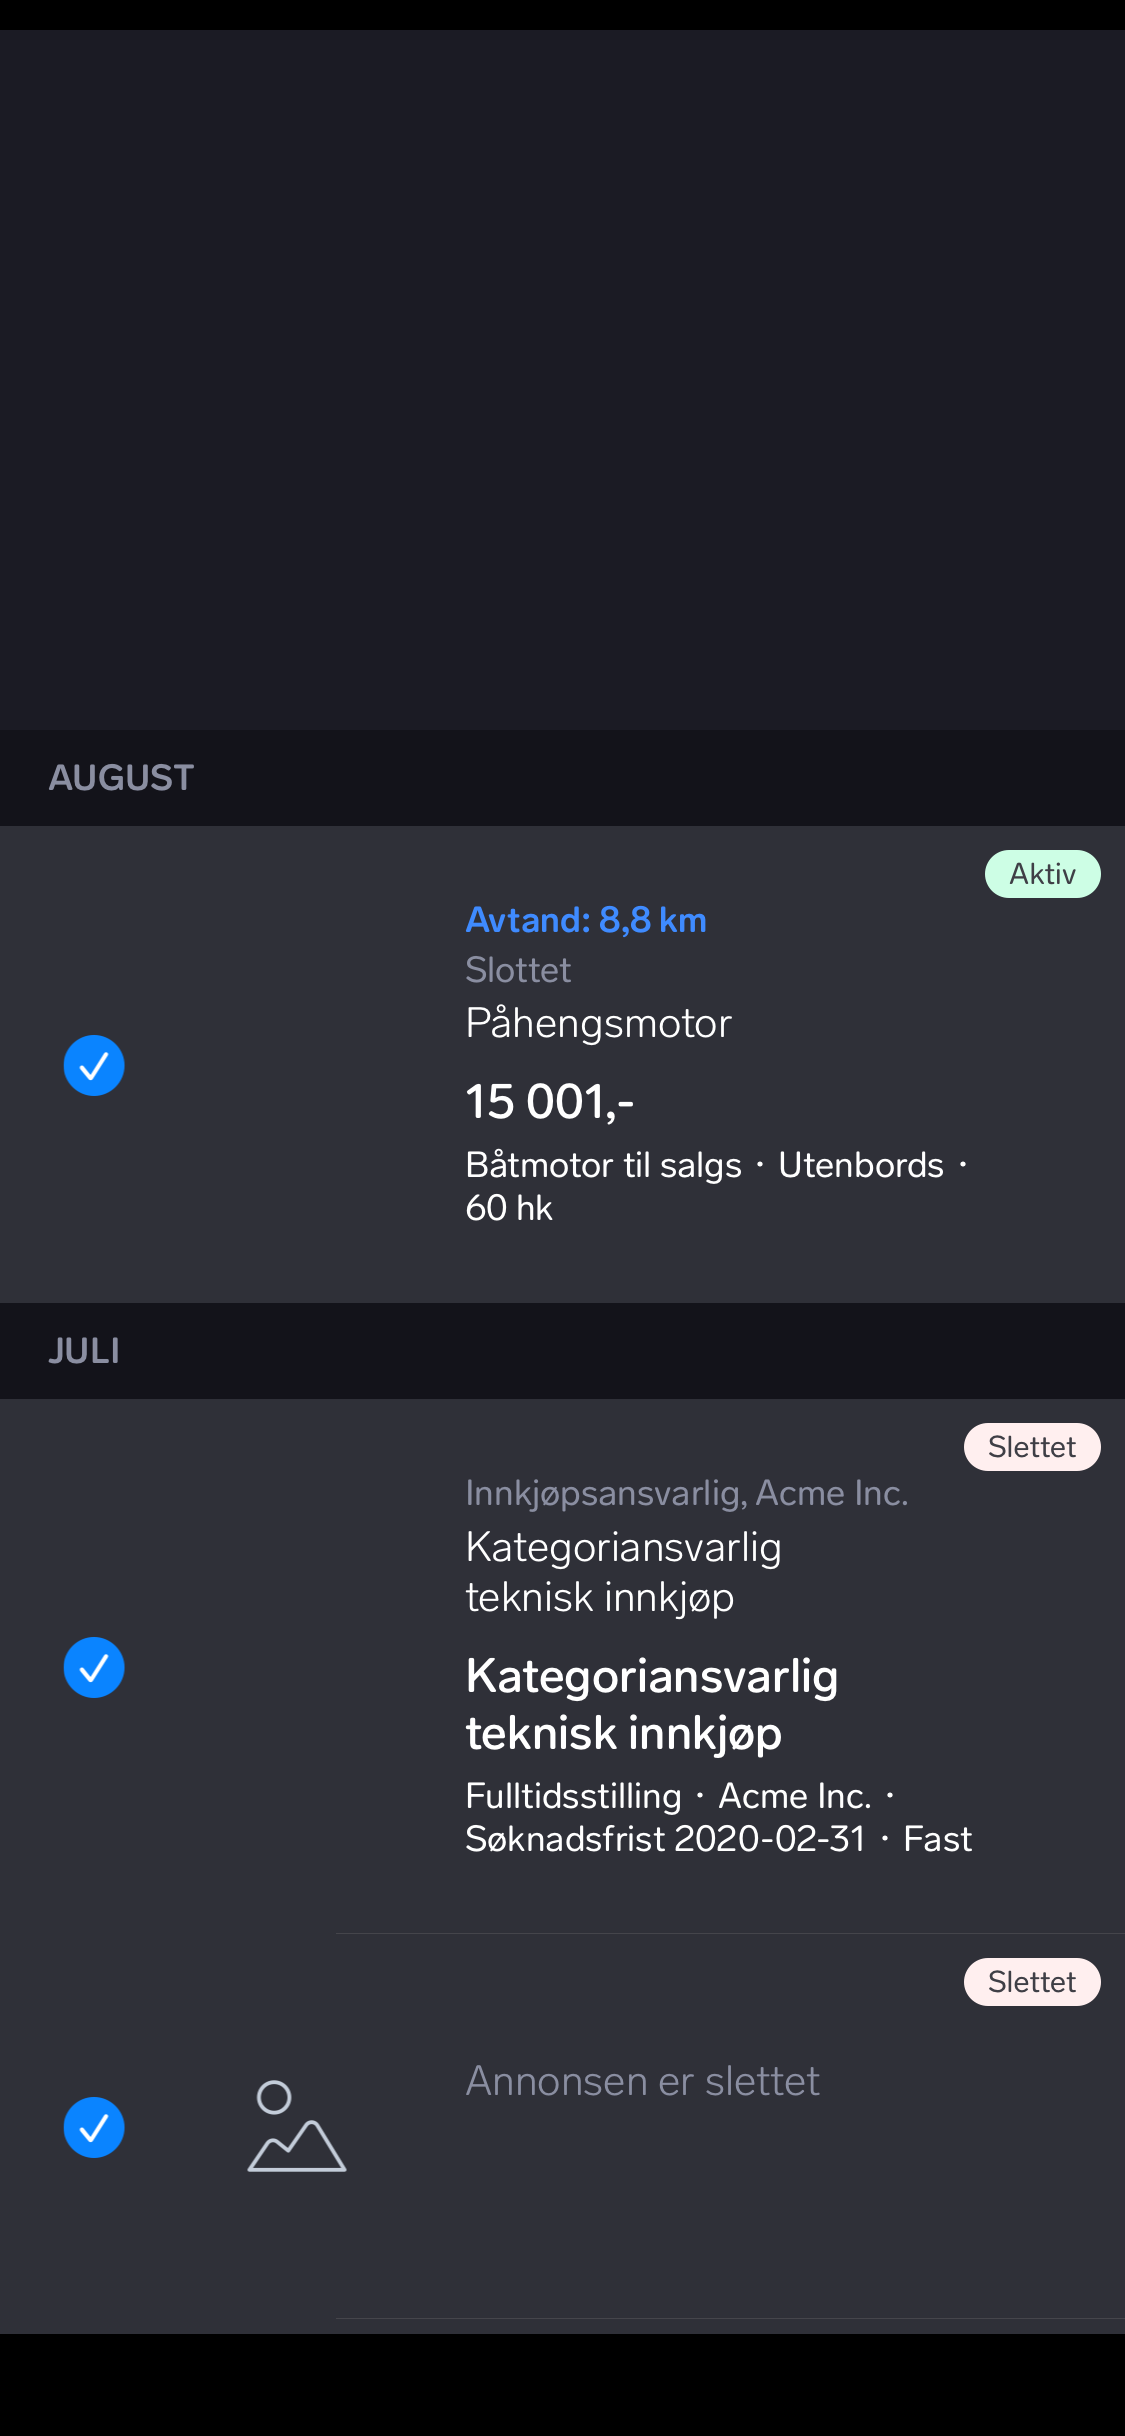 AUGUST
Aktiv
Avtand: 8,8 km
Slottet
Påhengsmotor
15 001,-
Båtmotor til salgs · Utenbords ·
60 hk
JULI
Slettet
Innkjøpsansvarlig, Acme Inc.
Kategoriansvarlig
teknisk innkjøp
Kategoriansvarlig
teknisk innkjøp
Fulltidsstilling · Acme Inc. ·
Søknadsfrist 2020-02-31 · Fast
Slettet
Annonsen er slettet